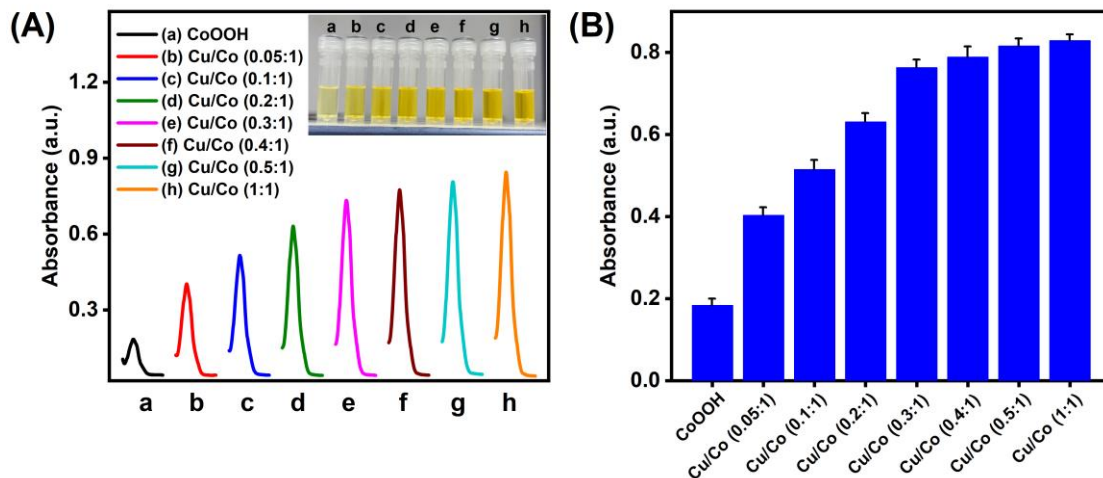 (A)
Absorbance (a.u.)
1.2
0.9
0.6
0.3
(a) CoOOH
(b) Cu/Co (0.05:1)
(c) Cu/Co (0.1:1)
(d) Cu/Co (0.2:1)
(e) Cu/Co (0.3:1)
(f) Cu/Co (0.4:1)
(g) Cu/Co (0.5:1)
(h) Cu/Co (1:1)
a b c d e f g h
a b c d e f g h
(B)
Absorbance (a.u.)
0.8
0.6
0.4
0.2
0.0
CoOOH
Cu/Co (0.05:1)
Cu/Co (0.1:1)
Cu/Co (0.2:1)
Cu/Co (0.3:1)
Cu/Co (0.4:1)
Cu/Co (0.5:1)
Cu/Co (1:1)